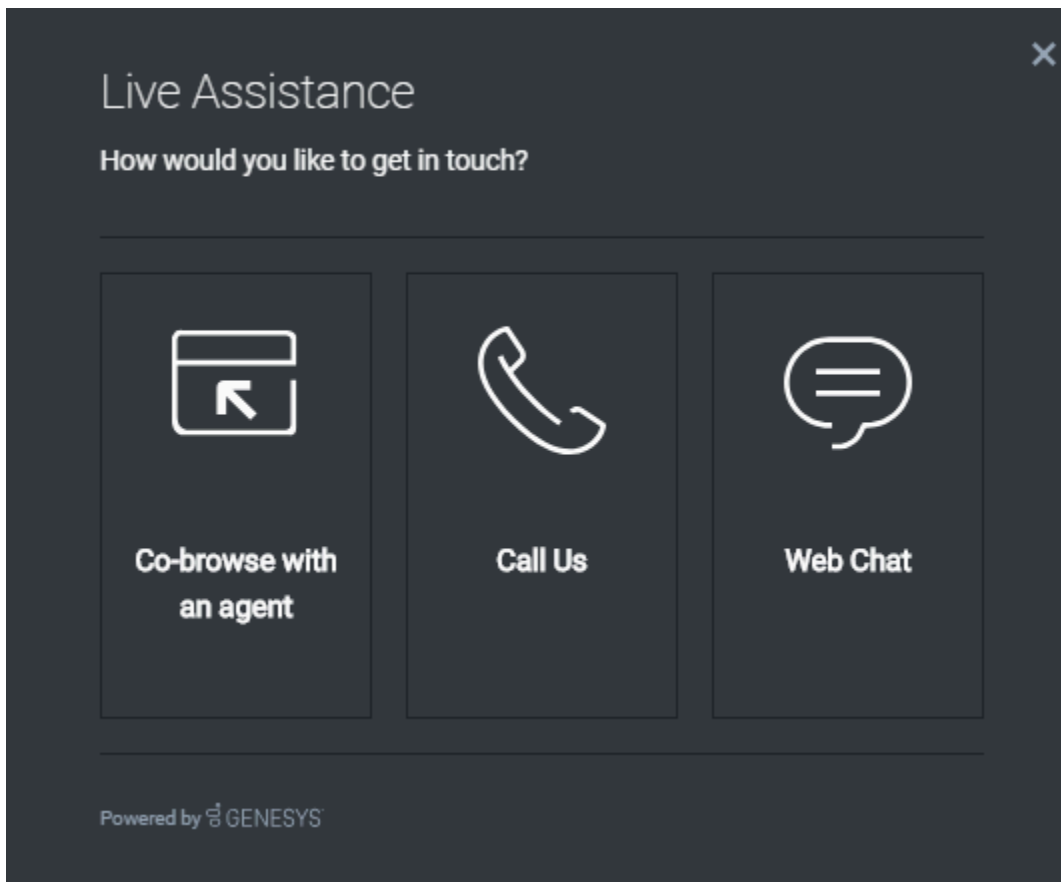 Live Assistance
How would you like to get in touch?
Co-browse with
an agent
Call Us
Web Chat
Powered by GENESYS